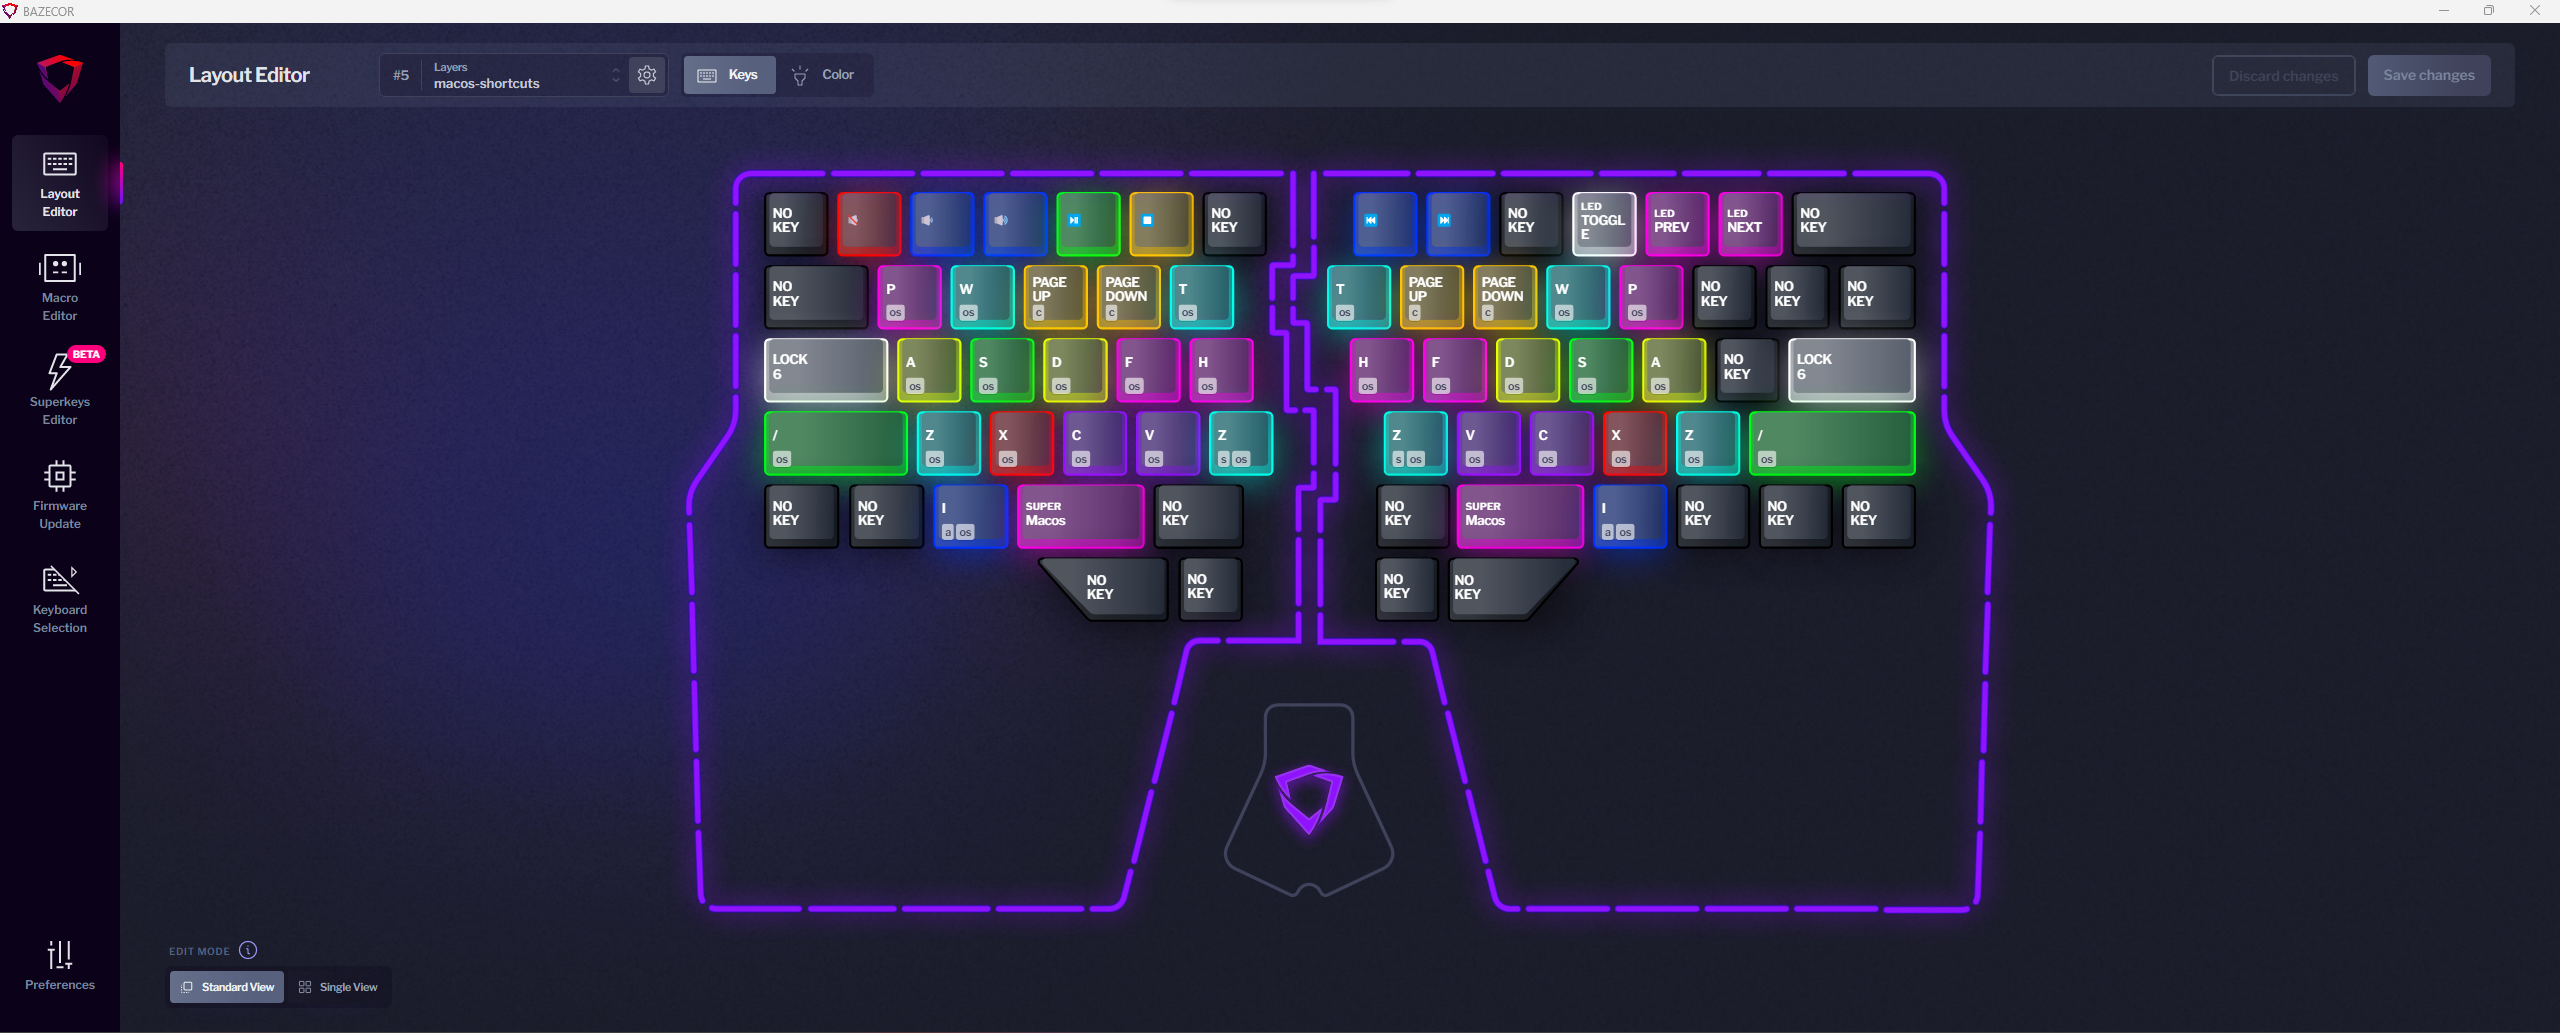 BAZECOR
Layout Editor
#5
Layers
macos-shortcuts
Keys
Color
Discard changes
Save changes
Layout
Editor
Macro
Editor
BETA
Superkeys
Editor
Firmware
Update
Keyboard
Selection
Preferences
NO
KEY
NO
KEY
NO
KEY
LED
TOGGL
E
LED
PREV
LED
NEXT
NO
KEY
NO
KEY
P
os
W
os
PAGE
UP
c
PAGE
DOWN
c
T
os
T
os
PAGE
UP
c
PAGE
DOWN
c
W
os
P
os
NO
KEY
NO
KEY
NO
KEY
LOCK
6
A
os
S
os
D
os
F
os
H
os
H
os
F
os
D
os
S
os
A
os
NO
KEY
LOCK
6
/
os
Z
os
X
os
C
os
V
os
Z
s os
Z
s os
V
os
C
os
X
os
Z
os
/
os
NO
KEY
NO
KEY
I
a os
SUPER
Macos
NO
KEY
NO
KEY
SUPER
Macos
I
a os
NO
KEY
NO
KEY
NO
KEY
NO
KEY
NO
KEY
NO
KEY
NO
KEY
EDIT MODE i
Standard View
Single View